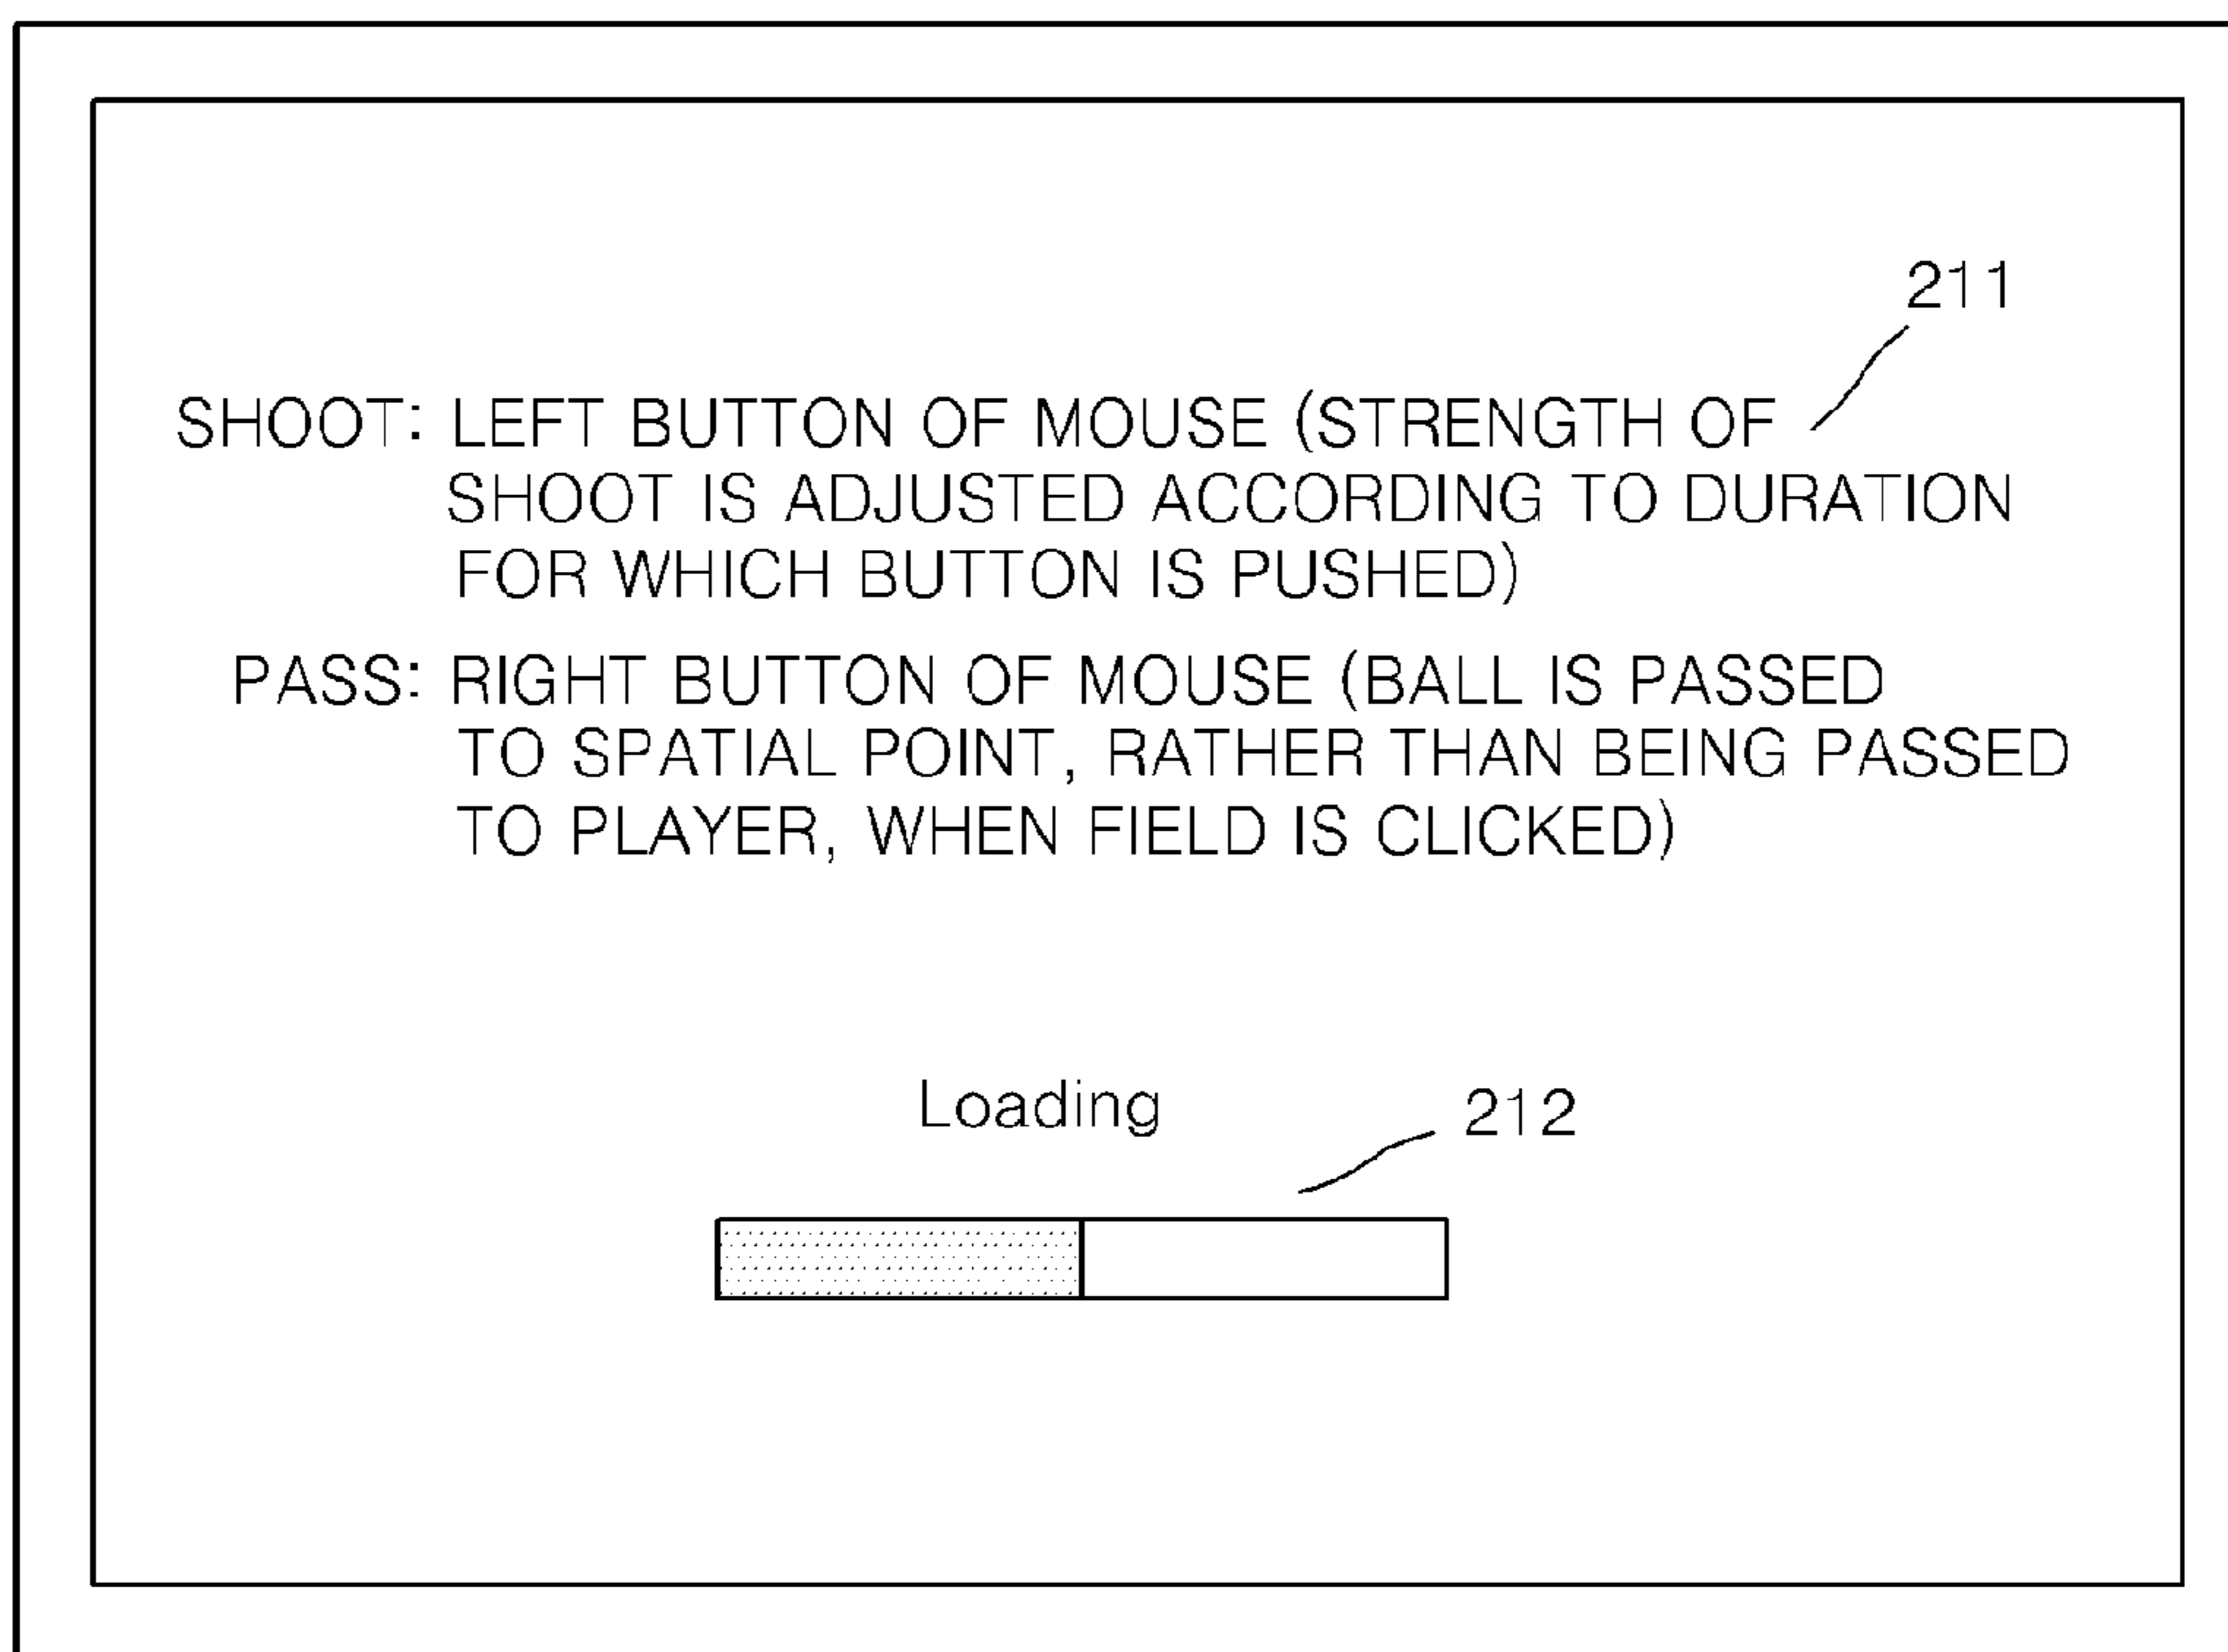 211
SHOOT: LEFT BUTTON OF MOUSE (STRENGTH OF
SHOOT IS ADJUSTED ACCORDING TO DURATION
FOR WHICH BUTTON IS PUSHED)
PASS: RIGHT BUTTON OF MOUSE (BALL IS PASSED
TO SPATIAL POINT, RATHER THAN BEING PASSED
TO PLAYER, WHEN FIELD IS CLICKED)
Loading
212